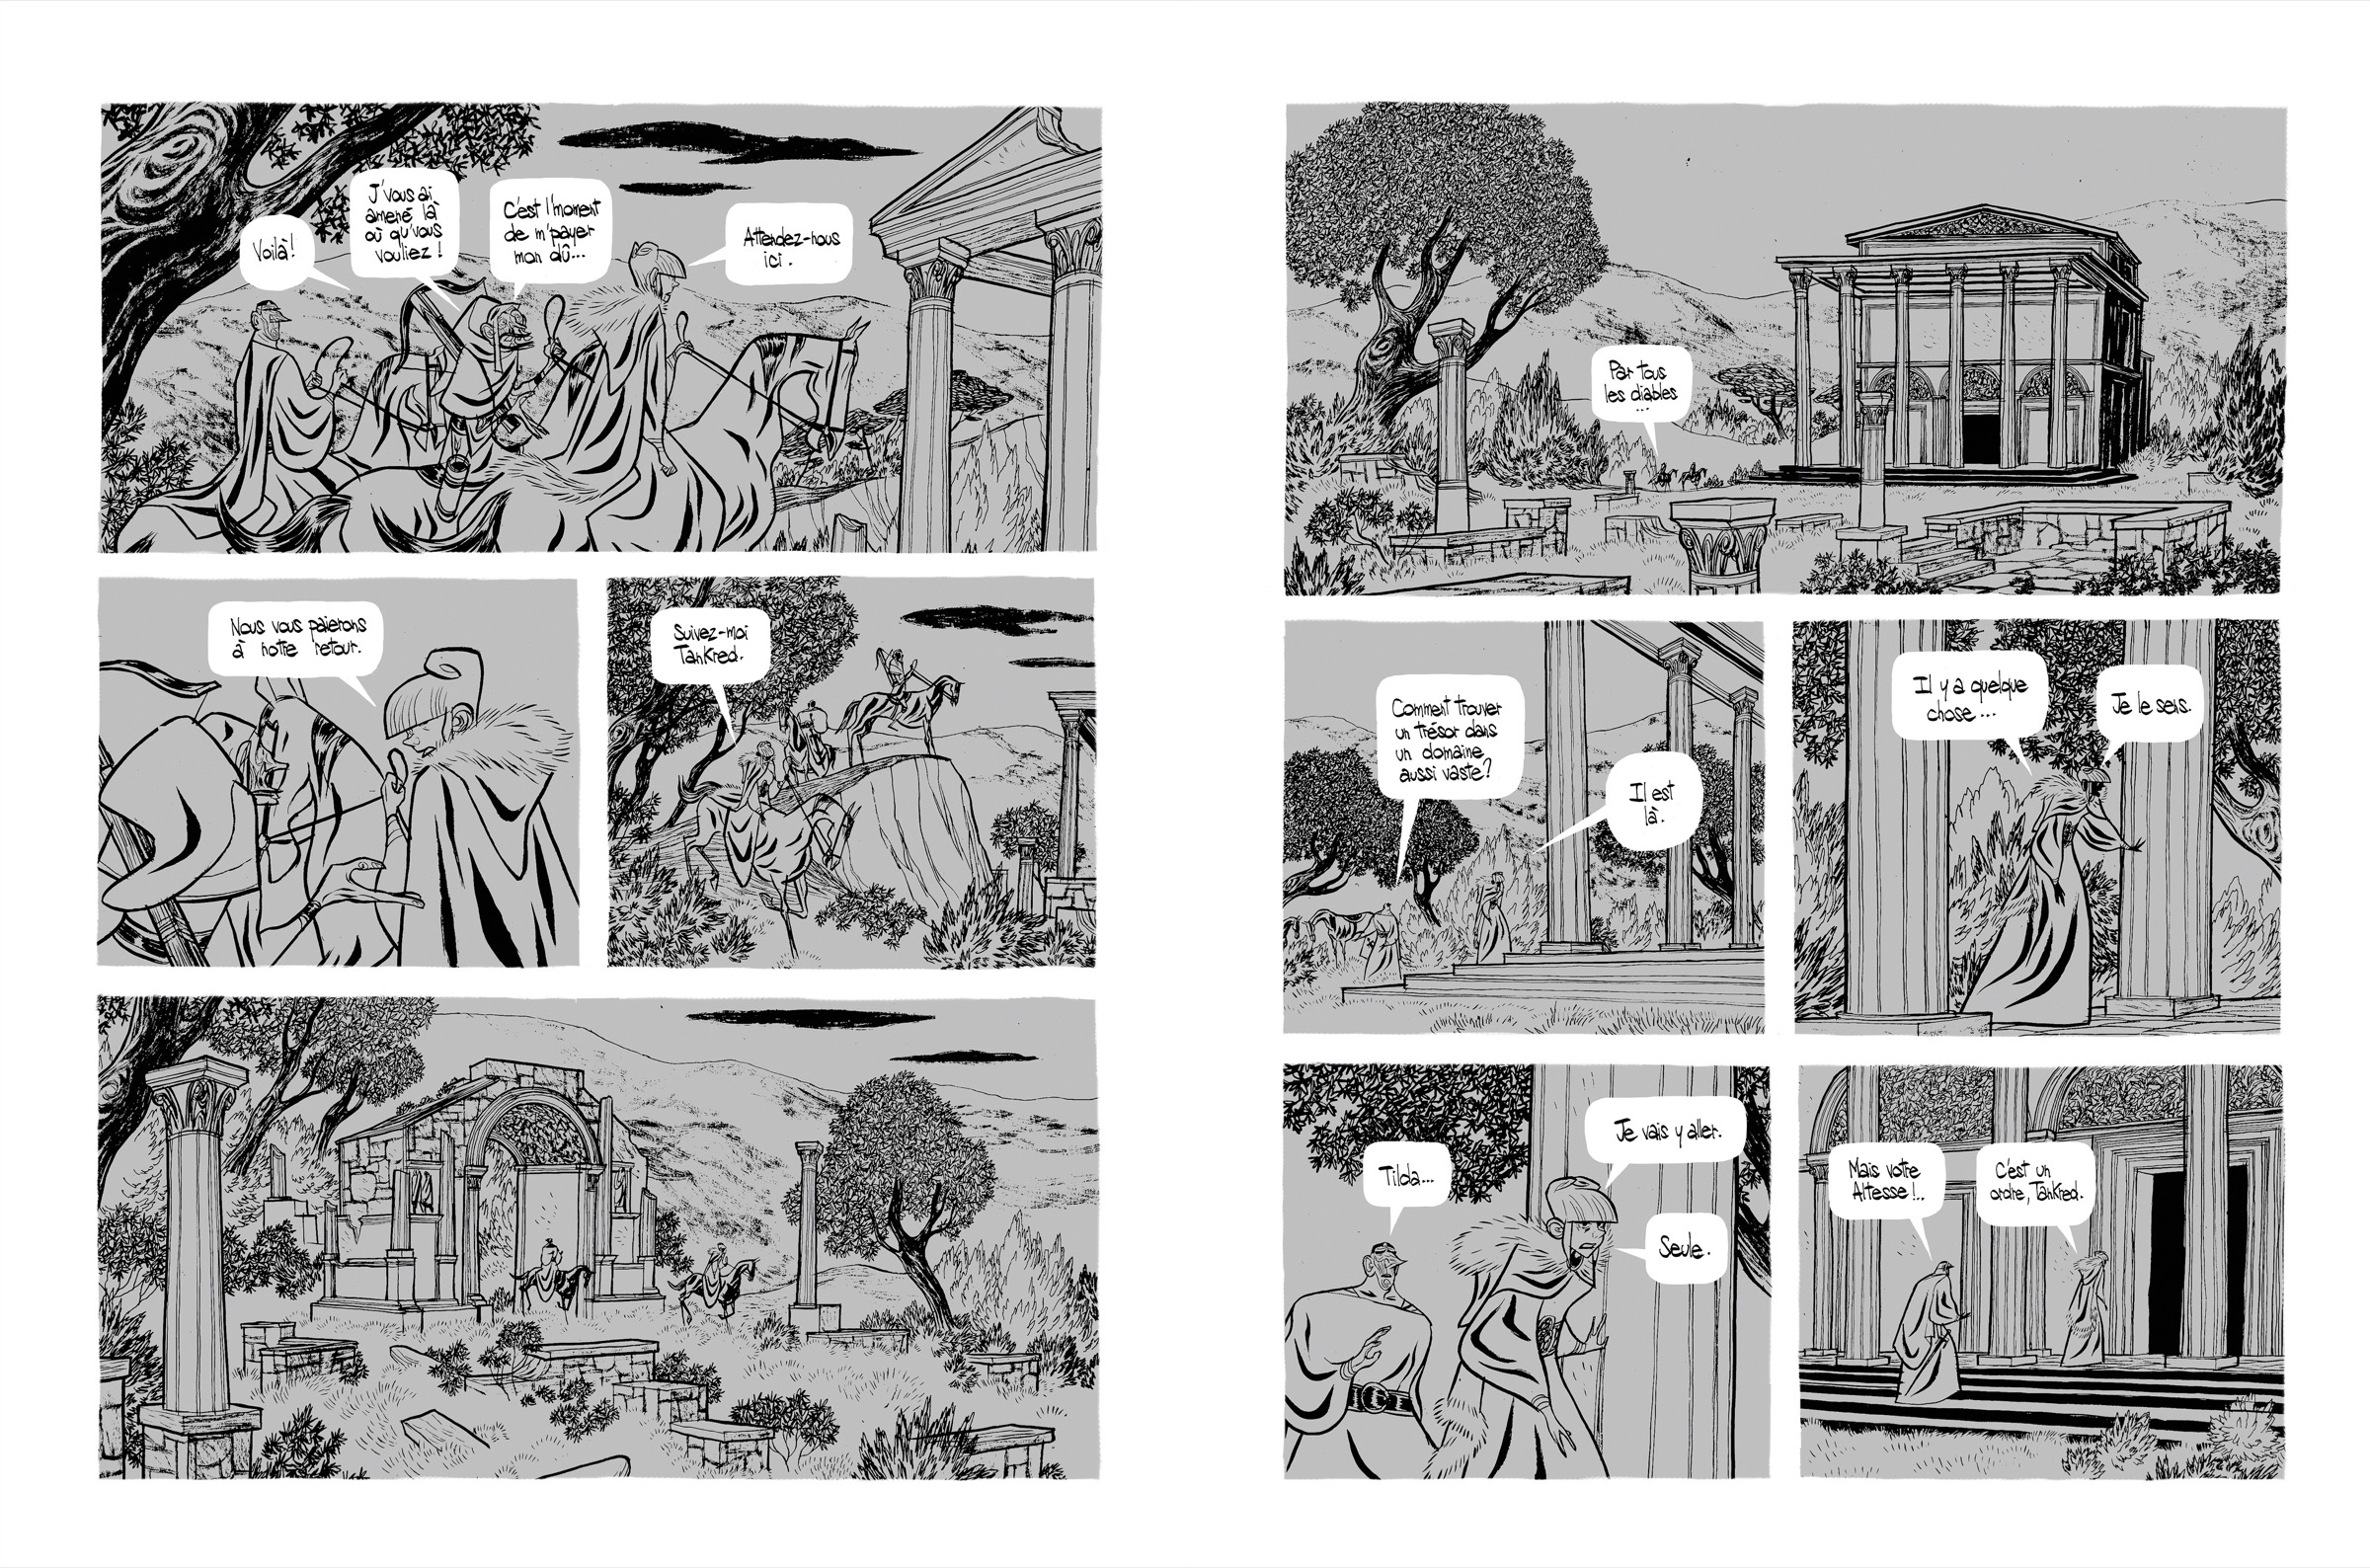 Voilà!
J'vous ai
amené là
où qu'vous
vouliez!
C'est l'moment
de m'payer
mon dû...
Attendez-nous
ici.
Nous vous paierons
à notre retour.
Suivez-moi
Tankred.
Par tous
les diables
...
Comment trouver
un trésor dans
un domaine
aussi vaste?
Il est
là.
Il y a quelque
chose...
Je le sens.
Tilda...
Je vais y aller.
Seule.
Mais votre
Altesse!..
C'est un
ordre, Tankred.